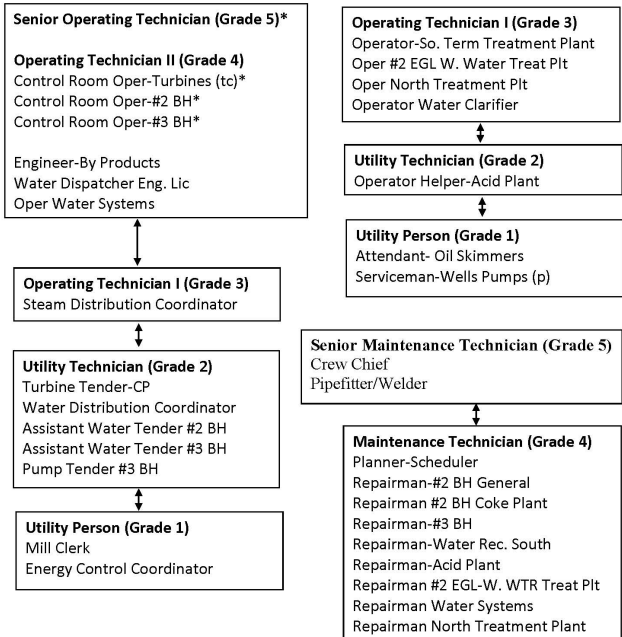 Senior Operating Technician (Grade 5)*
Operating Technician II (Grade 4)
Control Room Oper-Turbines (tc)*
Control Room Oper-#2 BH*
Control Room Oper-#3 BH*
Engineer-By Products
Water Dispatcher Eng. Lic
Oper Water Systems
Operating Technician I (Grade 3)
Steam Distribution Coordinator
Utility Technician (Grade 2)
Turbine Tender-CP
Water Distribution Coordinator
Assistant Water Tender #2 BH
Assistant Water Tender #3 BH
Pump Tender #3 BH
Utility Person (Grade 1)
Mill Clerk
Energy Control Coordinator
Operating Technician I (Grade 3)
Operator-So. Term Treatment Plant
Oper #2 EGL W. Water Treat Plt
Oper North Treatment Plt
Operator Water Clarifier
Utility Technician (Grade 2)
Operator Helper-Acid Plant
Utility Person (Grade 1)
Attendant- Oil Skimmers
Serviceman-Wells Pumps (p)
Senior Maintenance Technician (Grade 5)
Crew Chief
Pipefitter/Welder
Maintenance Technician (Grade 4)
Planner-Scheduler
Repairman-#2 BH General
Repairman #2 BH Coke Plant
Repairman-#3 BH
Repairman-Water Rec. South
Repairman-Acid Plant
Repairman #2 EGL-W. WTR Treat Plt
Repairman Water Systems
Repairman North Treatment Plant